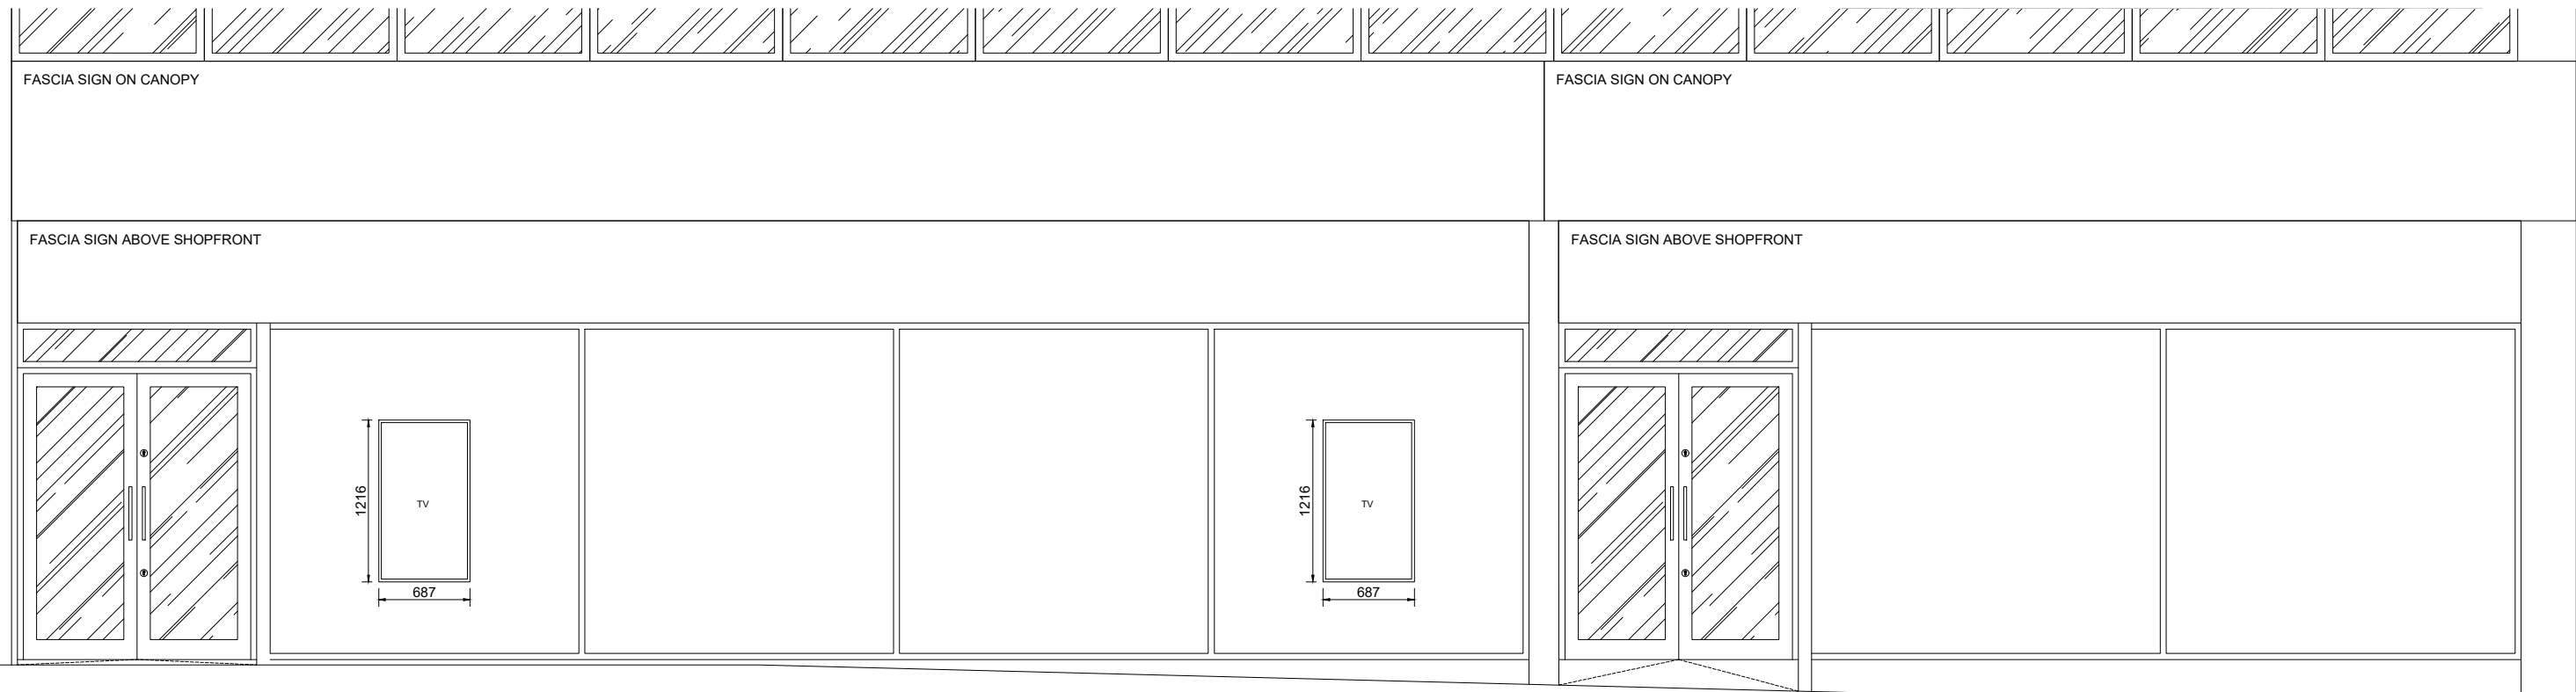 FASCIA SIGN ON CANOPY
FASCIA SIGN ON CANOPY
FASCIA SIGN ABOVE SHOPFRONT
FASCIA SIGN ABOVE SHOPFRONT
1216
TV
687
1216
TV
687